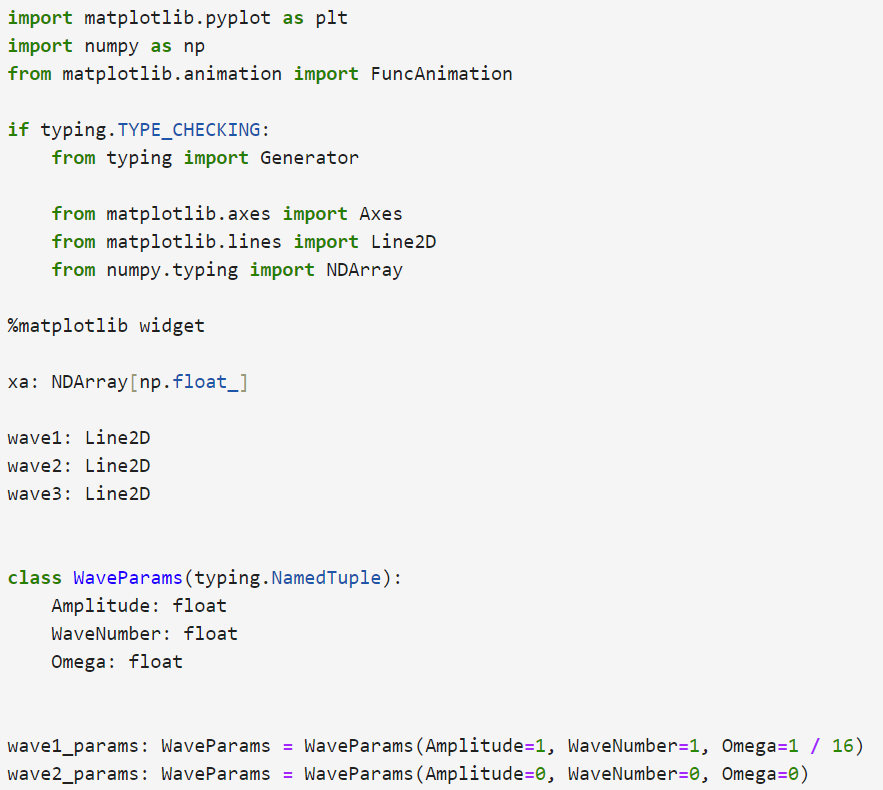 import matplotlib.pyplot as plt
import numpy as np
from matplotlib.animation import FuncAnimation

if typing.TYPE_CHECKING:
    from typing import Generator

    from matplotlib.axes import Axes
    from matplotlib.lines import Line2D
    from numpy.typing import NDArray

%matplotlib widget

xa: NDArray[np.float_]

wave1: Line2D
wave2: Line2D
wave3: Line2D


class WaveParams(typing.NamedTuple):
    Amplitude: float
    WaveNumber: float
    Omega: float


wave1_params: WaveParams = WaveParams(Amplitude=1, WaveNumber=1, Omega=1 / 16)
wave2_params: WaveParams = WaveParams(Amplitude=0, WaveNumber=0, Omega=0)